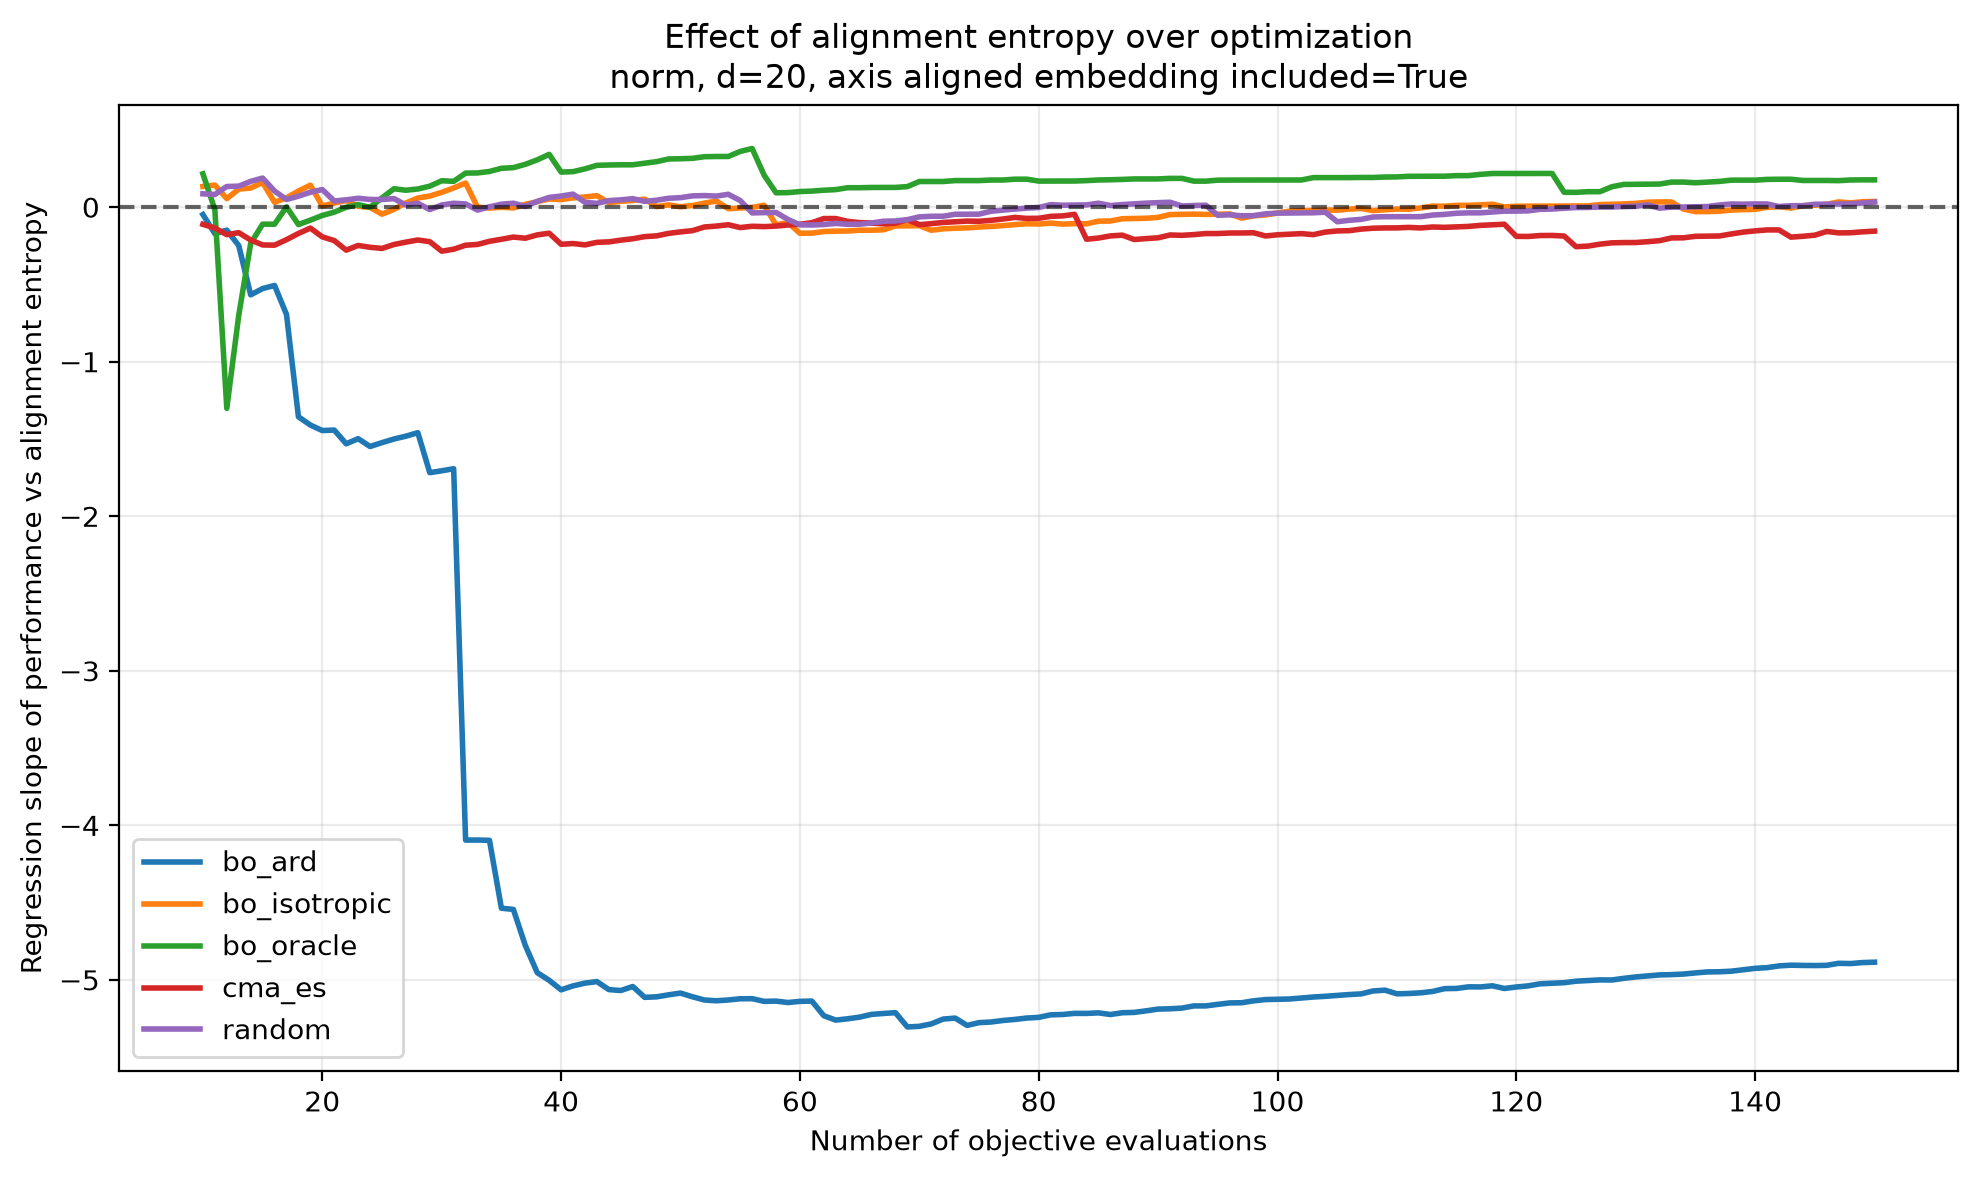 Effect of alignment entropy over optimization
norm, d=20, axis aligned embedding included=True
Regression slope of performance vs alignment entropy
0
−1
−2
−3
−4
−5
bo_ard
bo_isotropic
bo_oracle
cma_es
random
20
40
60
80
100
120
140
Number of objective evaluations